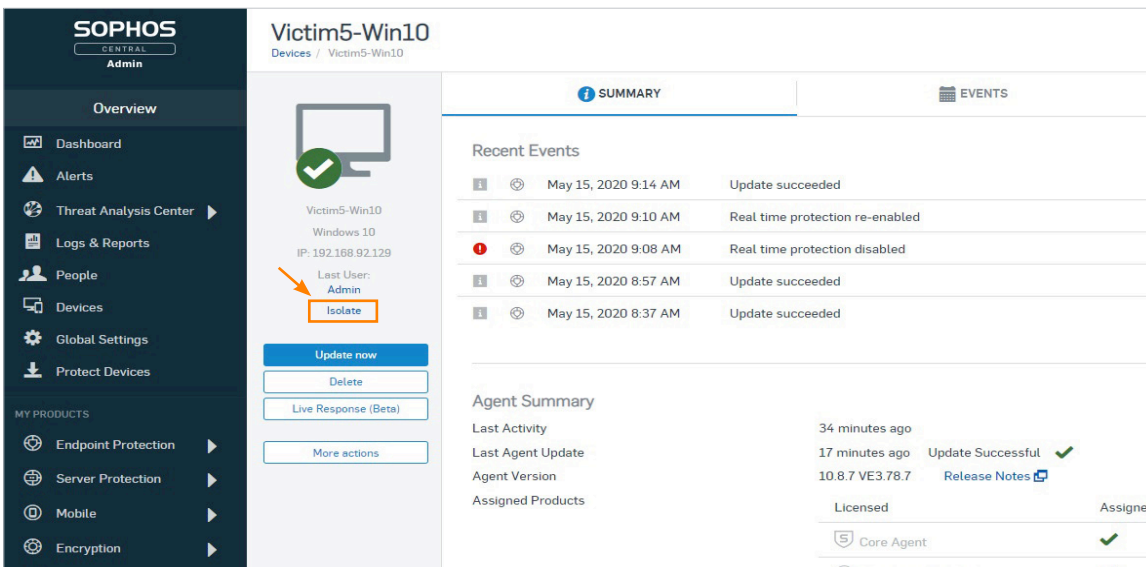 SOPHOS
CENTRAL
Admin
Overview
Dashboard
Alerts
Threat Analysis Center
Logs & Reports
People
Devices
Global Settings
Protect Devices
MY PRODUCTS
Endpoint Protection
Server Protection
Mobile
Encryption
Victim5-Win10
Devices / Victim5-Win10
Victim5-Win10
Windows 10
IP: 192.168.92.129
Last User:
Admin
Isolate
Update now
Delete
Live Response (Beta)
More actions
SUMMARY
EVENTS
Recent Events
May 15, 2020 9:14 AM Update succeeded
May 15, 2020 9:10 AM Real time protection re-enabled
May 15, 2020 9:08 AM Real time protection disabled
May 15, 2020 8:57 AM Update succeeded
May 15, 2020 8:37 AM Update succeeded
Agent Summary
Last Activity 34 minutes ago
Last Agent Update 17 minutes ago Update Successful
Agent Version 10.8.7 VE3.78.7 Release Notes
Assigned Products
Licensed Assigne
Core Agent